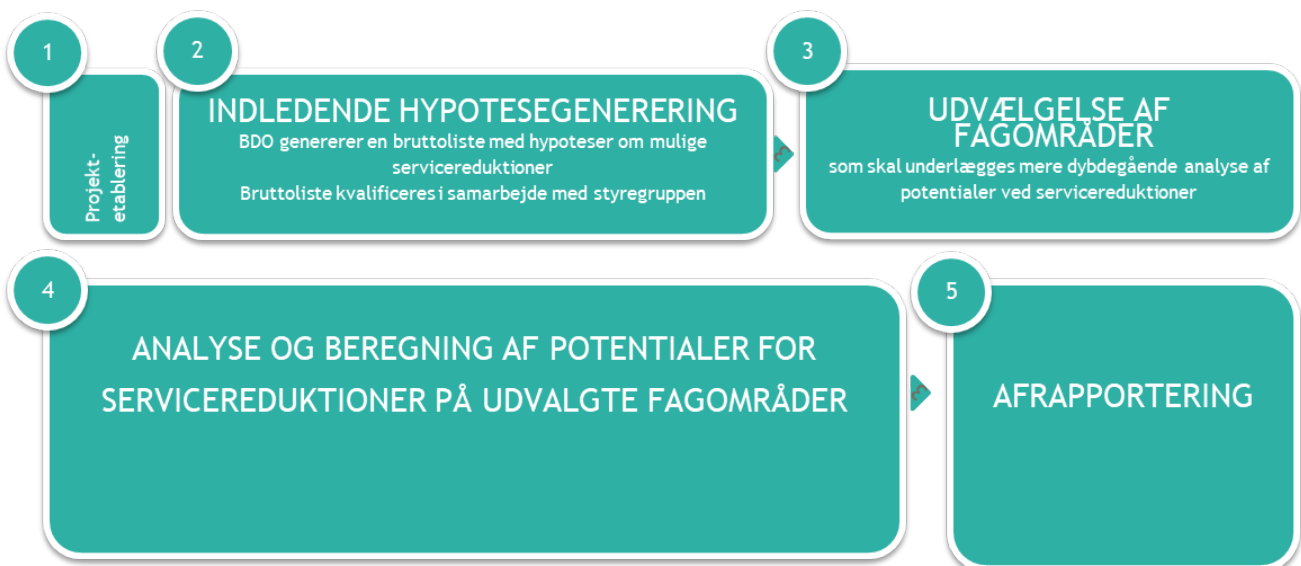 1
Projekt-
etablering
2
INDLEDENDE HYPOTESEGENERERING
BDO genererer en bruttoliste med hypoteser om mulige
servicereduktioner
Bruttoliste kvalificeres i samarbejde med styregruppen
3
UDVÆLGELSE AF
FAGOMRÅDER
som skal underlægges mere dybdegående analyse af
potentialer ved servicereduktioner
4
ANALYSE OG BEREGNING AF POTENTIALER FOR
SERVICEREDUKTIONER PÅ UDVALGTE FAGOMRÅDER
5
AFRAPPORTERING